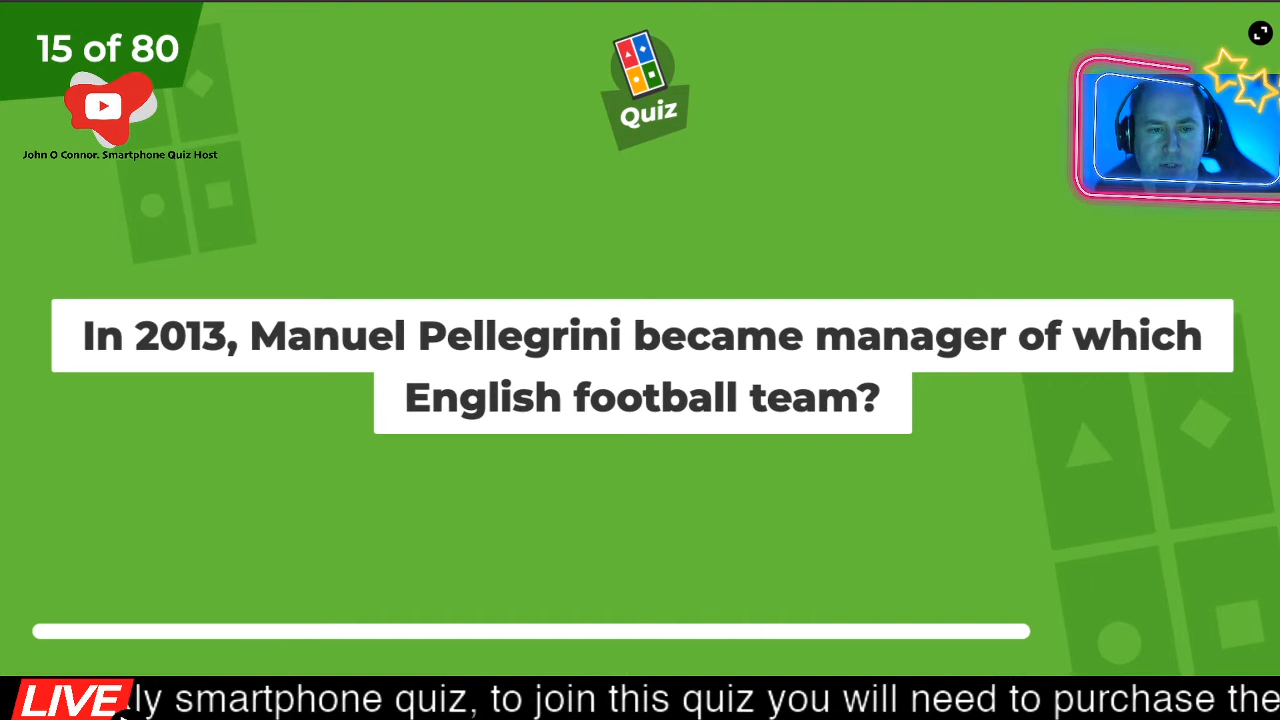 15 of 80
John O Connor. Smartphone Quiz Host
Quiz
In 2013, Manuel Pellegrini became manager of which
English football team?
LIVE
ly smartphone quiz, to join this quiz you will need to purchase the